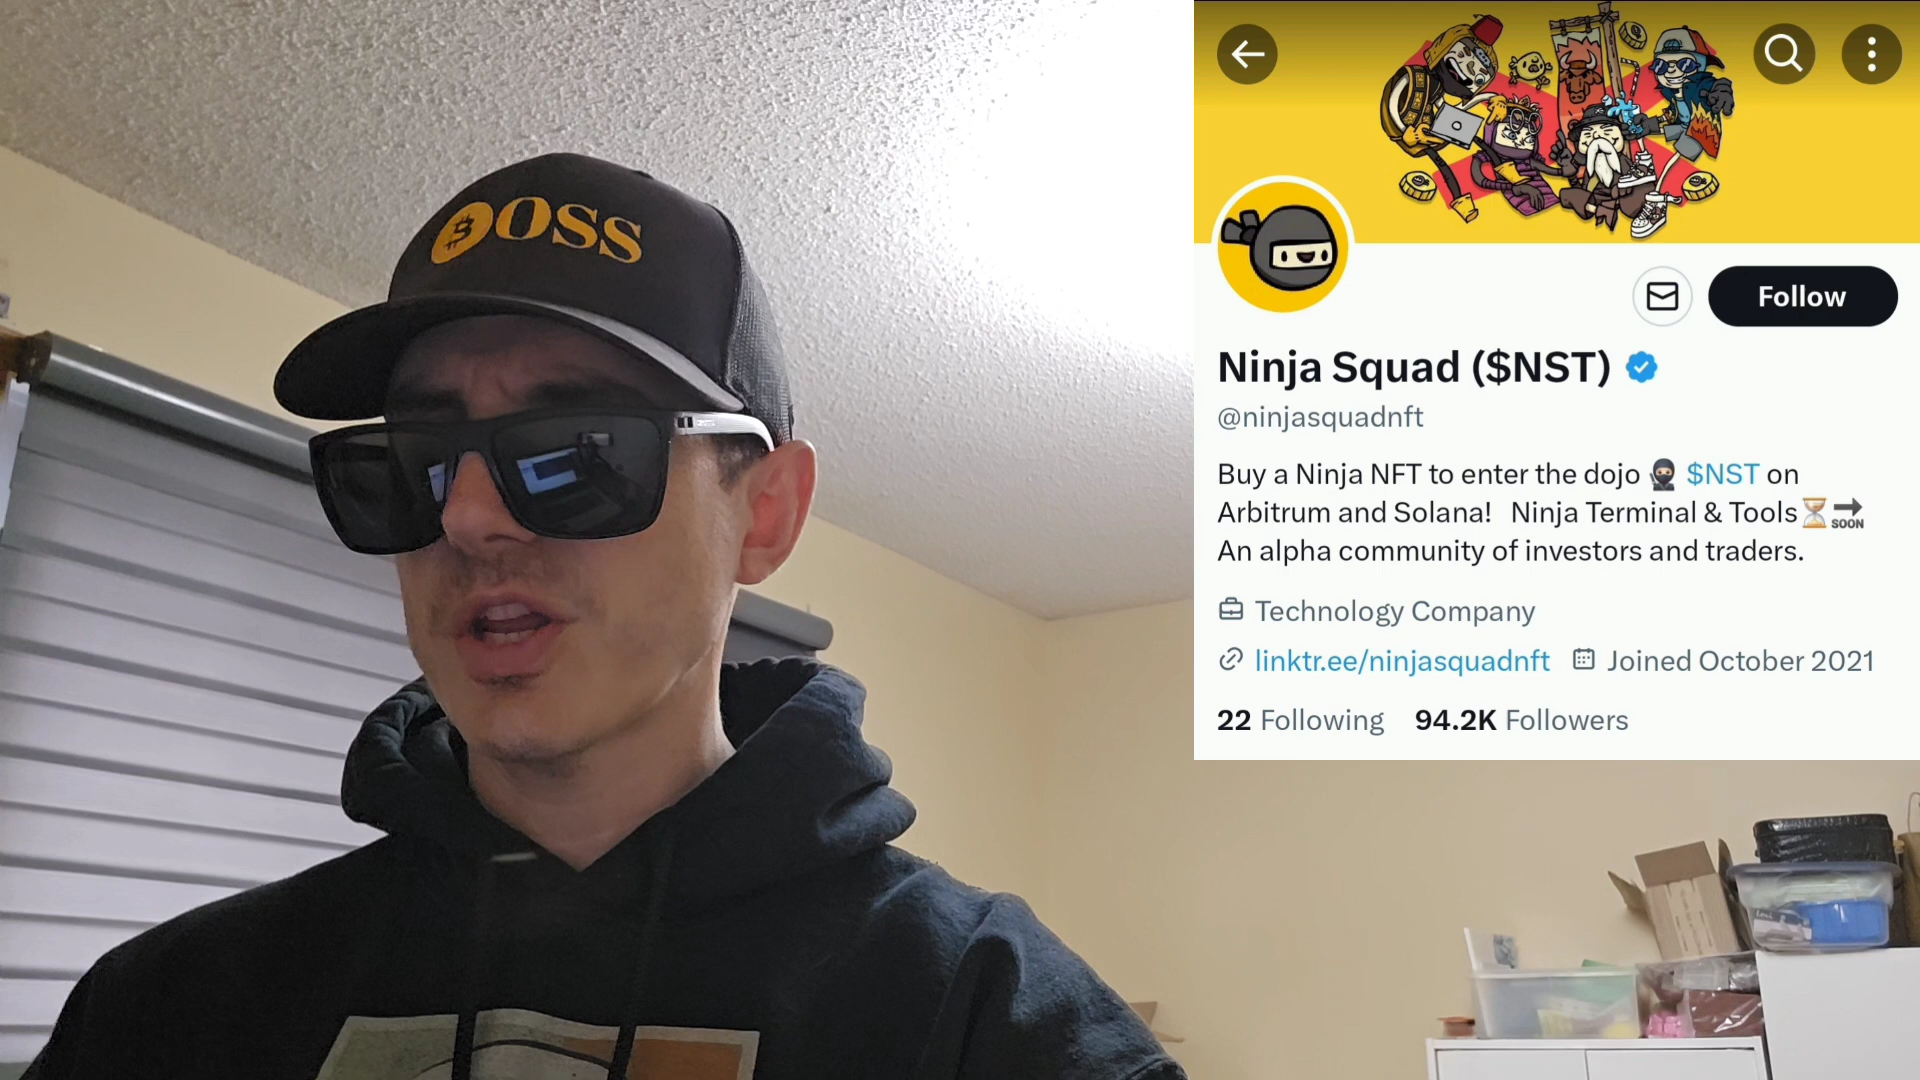 ₿OSS
Follow
Ninja Squad ($NST)
@ninjasquadnft
Buy a Ninja NFT to enter the dojo 🥷 $NST on
Arbitrum and Solana! Ninja Terminal & Tools⏳🔜
An alpha community of investors and traders.
Technology Company
linktr.ee/ninjasquadnft Joined October 2021
22 Following 94.2K Followers